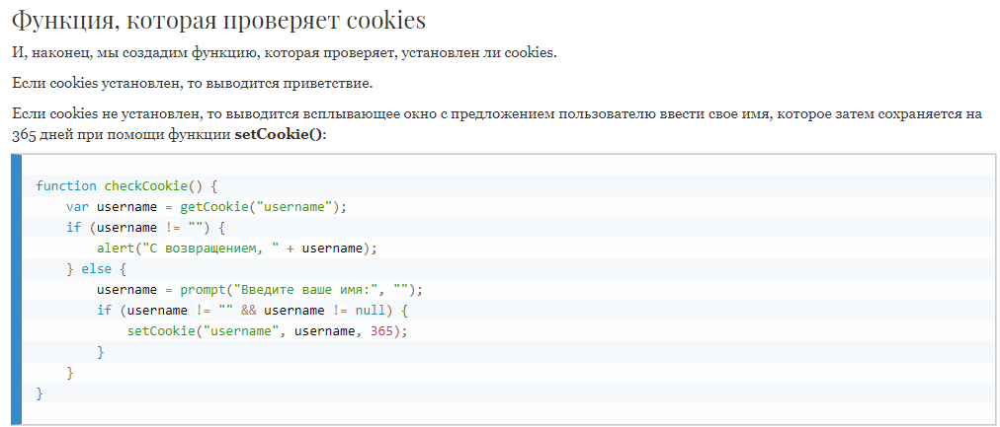 Функция, которая проверяет cookies
И, наконец, мы создадим функцию, которая проверяет, установлен ли cookies.
Если cookies установлен, то выводится приветствие.
Если cookies не установлен, то выводится всплывающее окно с предложением пользователю ввести свое имя, которое затем сохраняется на
365 дней при помощи функции setCookie():
function checkCookie() {
    var username = getCookie("username");
    if (username != "") {
        alert("С возвращением, " + username);
    } else {
        username = prompt("Введите ваше имя:", "");
        if (username != "" && username != null) {
            setCookie("username", username, 365);
        }
    }
}